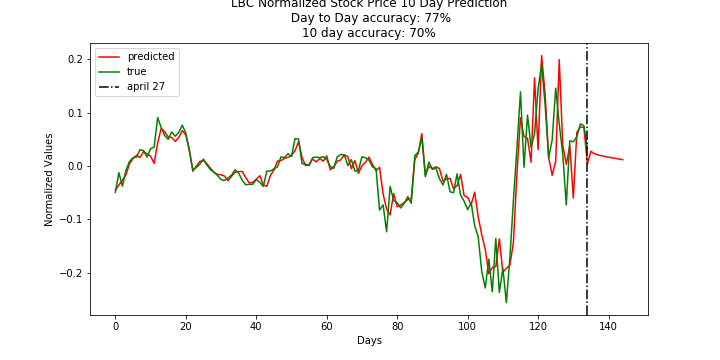 LBC Normalized Stock Price 10 Day Prediction
Day to Day accuracy: 77%
10 day accuracy: 70%
predicted
true
april 27
Normalized Values
0.2
0.1
0.0
−0.1
−0.2
0
20
40
60
80
100
120
140
Days